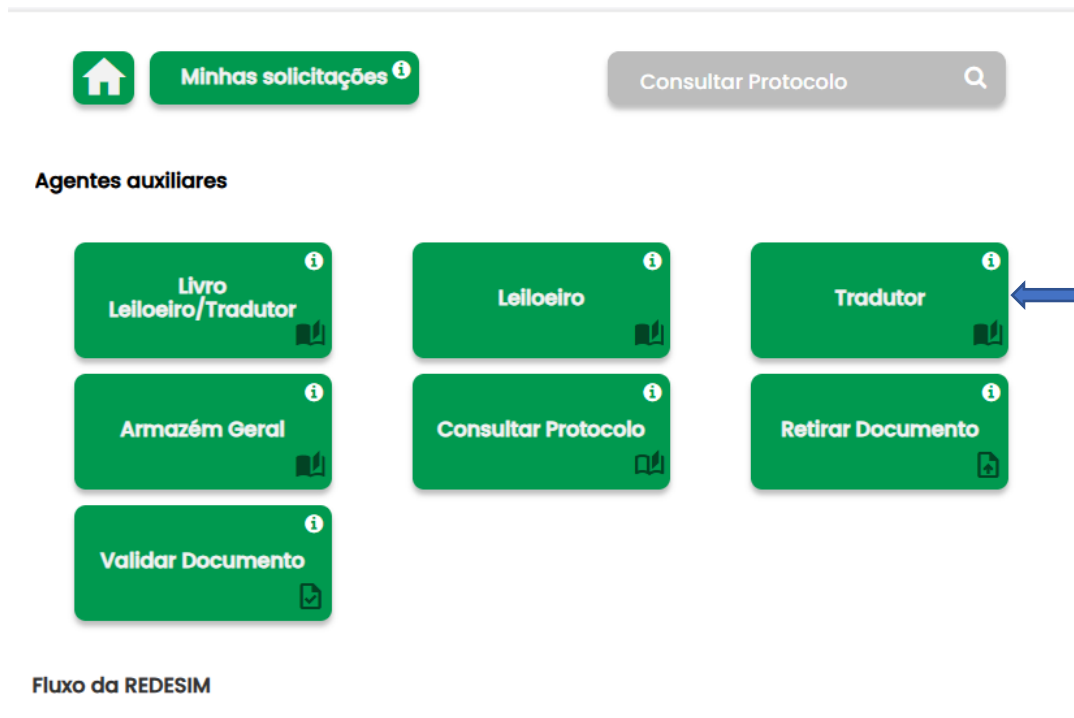 Minhas solicitações
Consultar Protocolo
Agentes auxiliares
Livro
Leiloeiro/Tradutor
Leiloeiro
Tradutor
Armazém Geral
Consultar Protocolo
Retirar Documento
Validar Documento
Fluxo da REDESIM